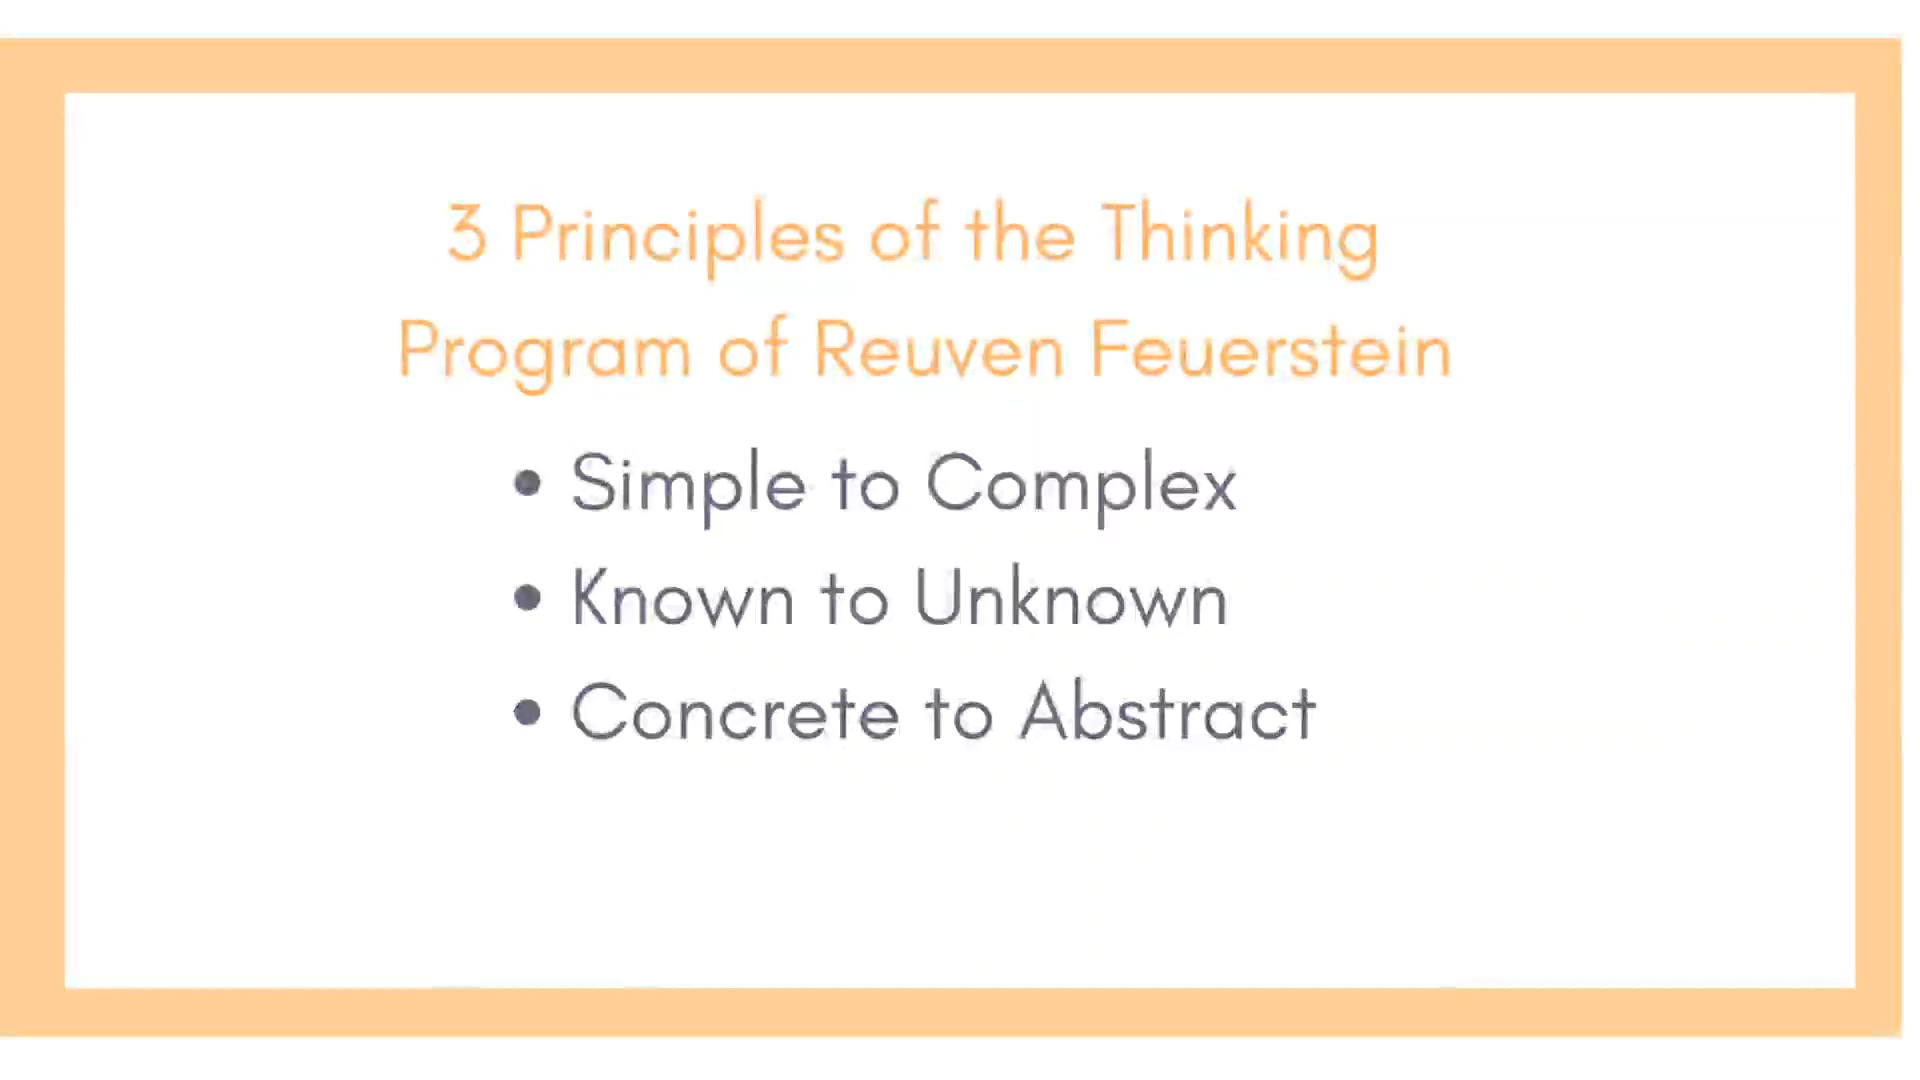 3 Principles of the Thinking
Program of Reuven Feuerstein
• Simple to Complex
• Known to Unknown
• Concrete to Abstract